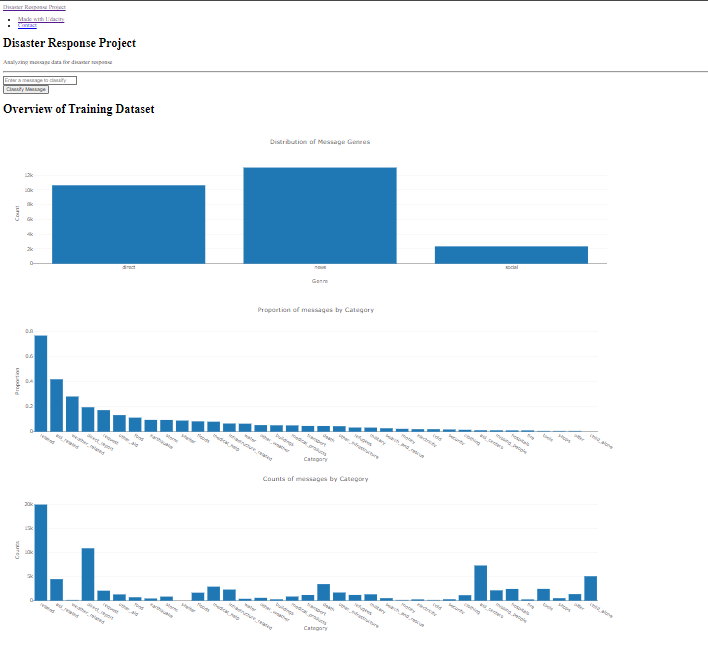 Disaster Response Project
Made with Udacity
Contact
Disaster Response Project
Analyzing message data for disaster response
Enter a message to classify
Classify Message
Overview of Training Dataset
Distribution of Message Genres
12k
10k
8k
6k
4k
2k
0
Count
direct
news
social
Genre
Proportion of messages by Category
0.8
0.6
0.4
0.2
0
Proportion
related
aid_related
weather_related
direct_report
request
other_aid
food
earthquake
storm
shelter
floods
medical_help
infrastructure_related
water
other_weather
buildings
medical_products
transport
death
other_infrastructure
refugees
military
search_and_rescue
money
electricity
cold
security
clothing
aid_centers
missing_people
hospitals
fire
tools
shops
offer
child_alone
Category
Counts of messages by Category
20k
15k
10k
5k
0
Counts
related
aid_related
weather_related
direct_report
request
other_aid
food
earthquake
storm
shelter
floods
medical_help
infrastructure_related
water
other_weather
buildings
medical_products
transport
death
other_infrastructure
refugees
military
search_and_rescue
money
electricity
cold
security
clothing
aid_centers
missing_people
hospitals
fire
tools
shops
offer
child_alone
Category